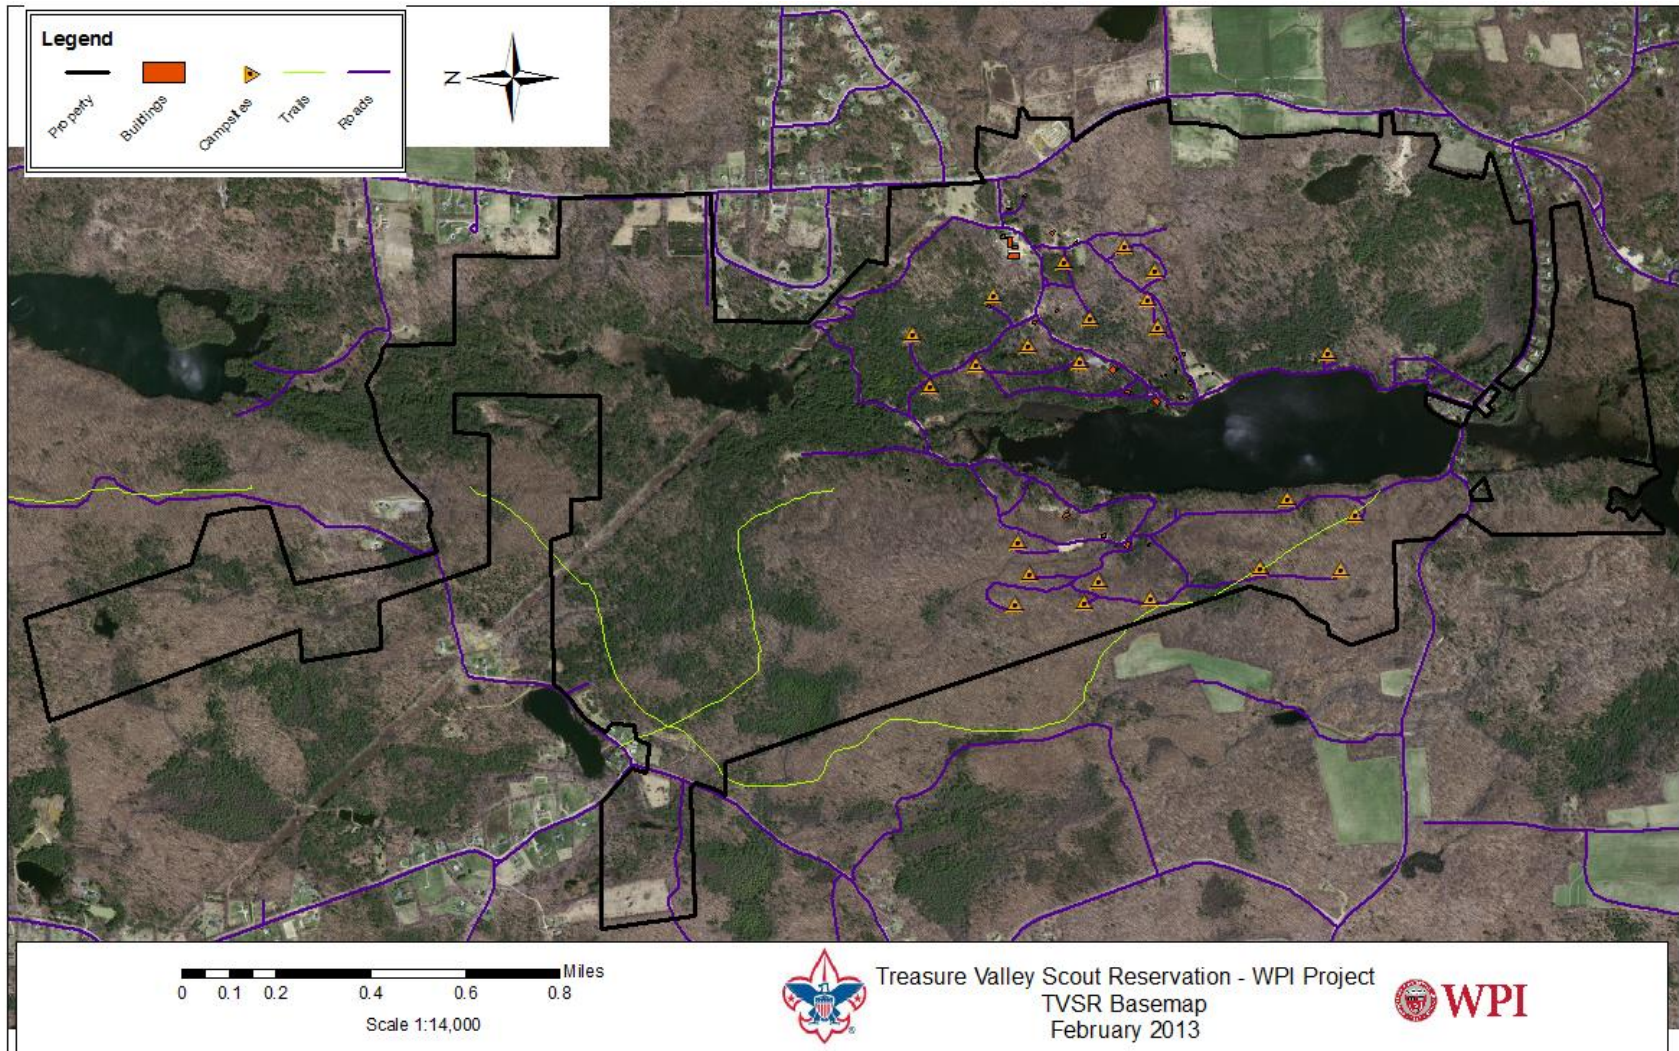 Legend
Property
Buildings
Campsites
Trails
Roads
N
Miles
0 0.1 0.2 0.4 0.6 0.8
Scale 1:14,000
Treasure Valley Scout Reservation - WPI Project
TVSR Basemap
February 2013
®
WPI